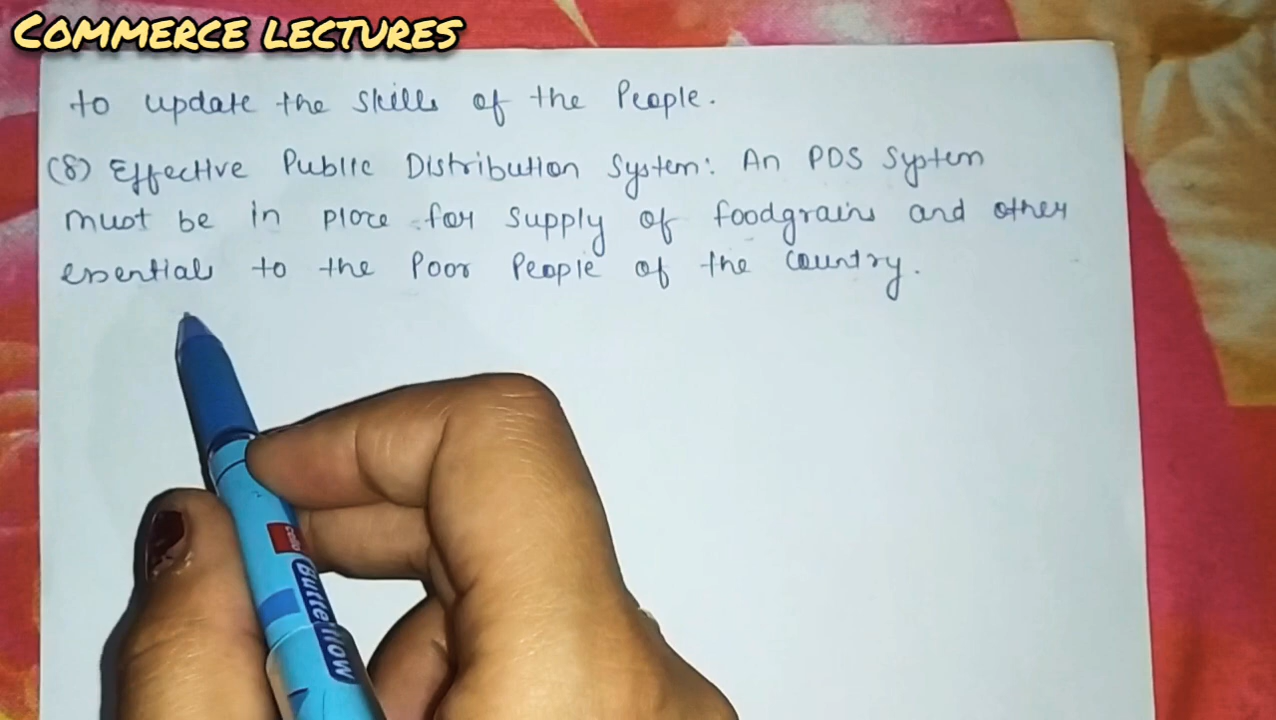 COMMERCE LECTURES
to update the skills of the People.
(8) Effective Public Distribution System: An PDS System
must be in place for supply of foodgrains and other
essentials to the Poor People of the country.
cello
Butterflow